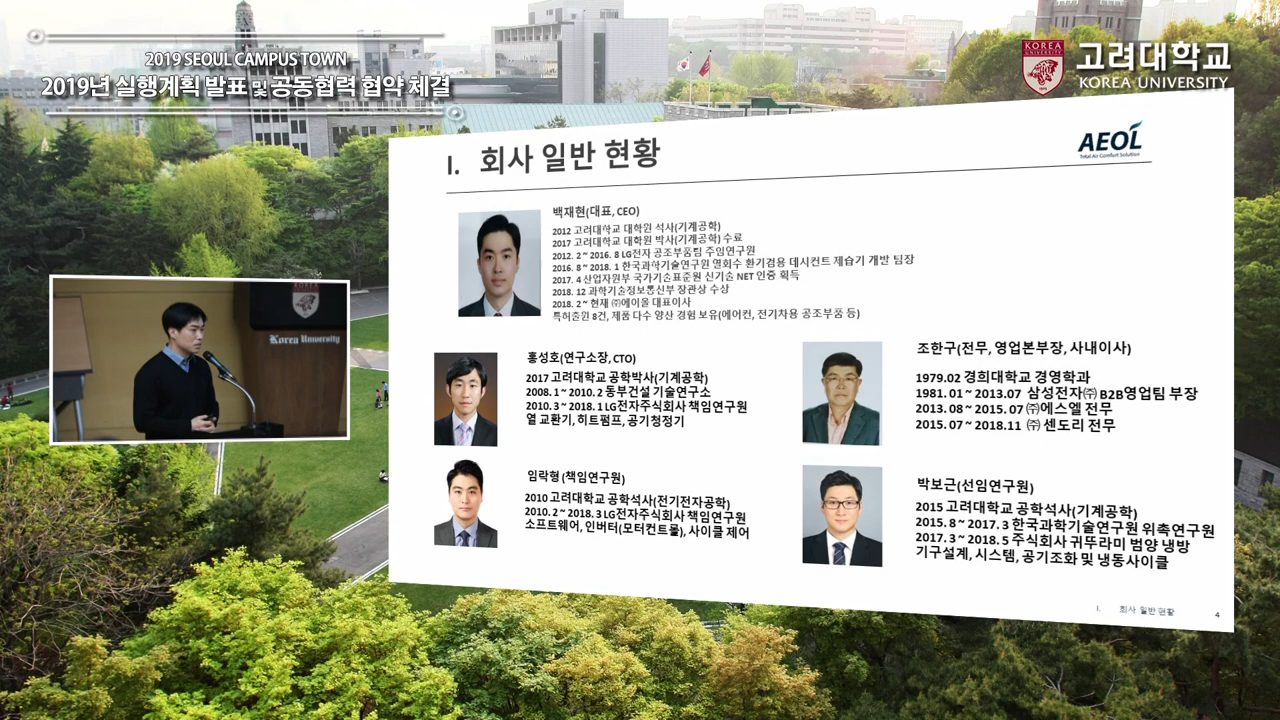 2019 SEOUL CAMPUS TOWN
2019년 실행계획 발표 및 공동협력 협약 체결
KOREA
UNIVERSITY
1905
고려대학교
KOREA UNIVERSITY
Korea University
I. 회사 일반 현황
AEOL
Total Air Comfort Solution
백재현(대표, CEO)
2012 고려대학교 대학원 석사(기계공학)
2017 고려대학교 대학원 박사(기계공학) 수료
2012. 2 ~ 2016. 8 LG전자 공조부품팀 주임연구원
2016. 8 ~ 2018. 1 한국과학기술연구원 열회수 환기겸용 데시컨트 제습기 개발 팀장
2017. 4 산업자원부 국가기술표준원 신기술 NET 인증 획득
2018. 12 과학기술정보통신부 장관상 수상
2018. 2 ~ 현재 ㈜에이올 대표이사
특허출원 8건, 제품 다수 양산 경험 보유(에어컨, 전기차용 공조부품 등)
홍성호(연구소장, CTO)
2017 고려대학교 공학박사(기계공학)
2008. 1 ~ 2010. 2 동부건설 기술연구소
2010. 3 ~ 2018. 1 LG전자주식회사 책임연구원
열 교환기, 히트펌프, 공기청정기
조한구(전무, 영업본부장, 사내이사)
1979.02 경희대학교 경영학과
1981. 01 ~ 2013.07 삼성전자㈜ B2B영업팀 부장
2013. 08 ~ 2015. 07 ㈜에스엘 전무
2015. 07 ~ 2018.11 ㈜ 센도리 전무
임락형(책임연구원)
2010 고려대학교 공학석사(전기전자공학)
2010. 2 ~ 2018. 3 LG전자주식회사 책임연구원
소프트웨어, 인버터(모터컨트롤), 사이클 제어
박보근(선임연구원)
2015 고려대학교 공학석사(기계공학)
2015. 8 ~ 2017. 3 한국과학기술연구원 위촉연구원
2017. 3 ~ 2018. 5 주식회사 귀뚜라미 범양 냉방
기구설계, 시스템, 공기조화 및 냉동사이클
I. 회사 일반 현황 4